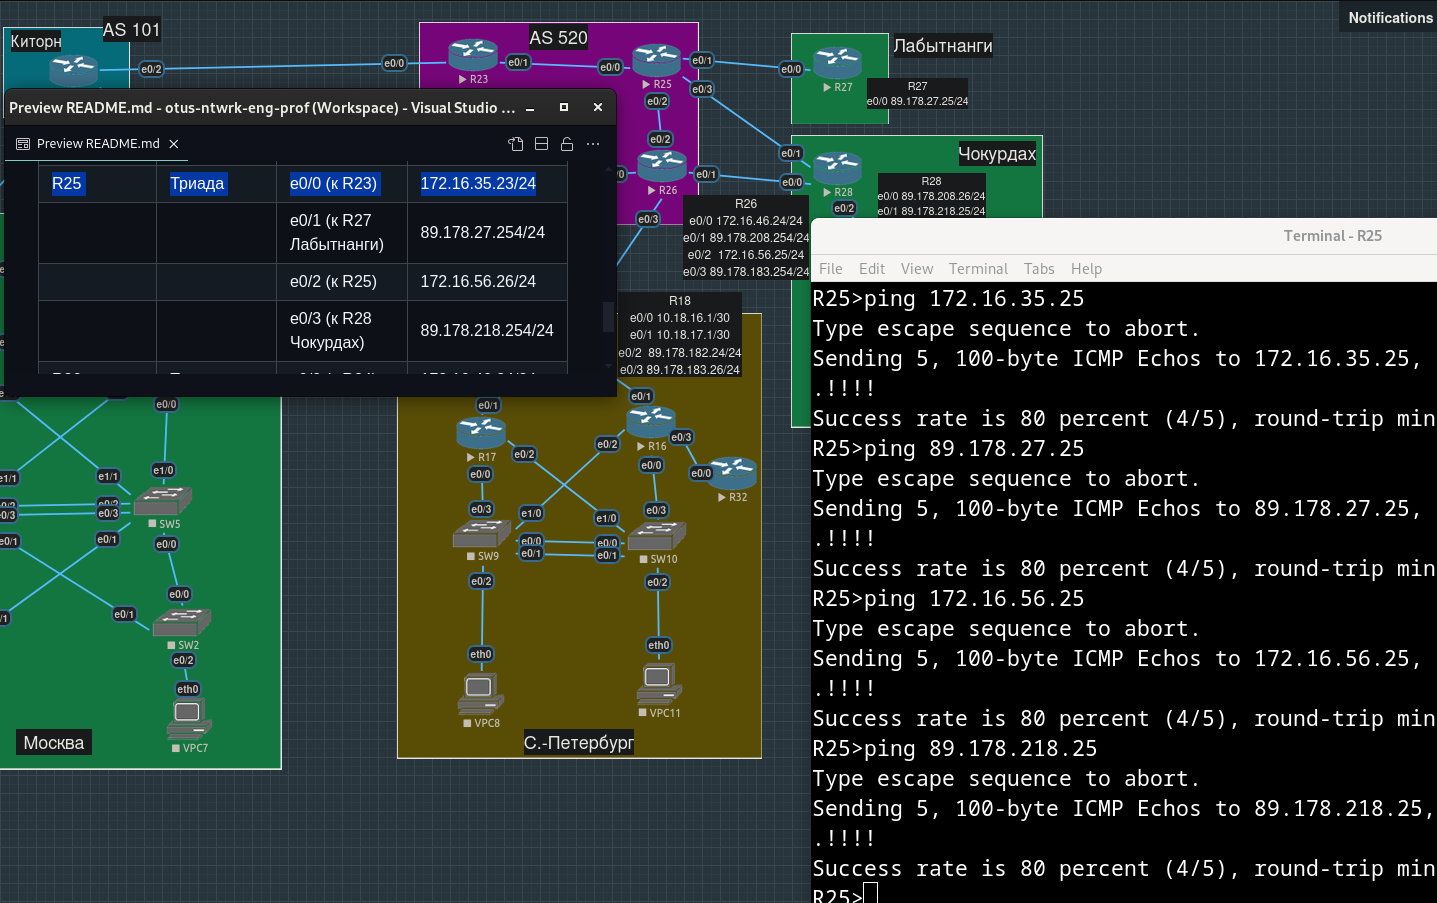 Notifications
AS 101
Киторн
e0/2
e0/0
AS 520
R23
e0/1
e0/0
R25
e0/1
e0/3
e0/2
e0/2
R26
e0/1
e0/3
e0/0
R27
Лабытнанги
R27
e0/0 89.178.27.25/24
Чокурдах
e0/1
e0/0
R28
e0/2
R28
e0/0 89.178.208.26/24
e0/1 89.178.218.25/24
R26
e0/0 172.16.46.24/24
e0/1 89.178.208.254/24
e0/2 172.16.56.25/24
e0/3 89.178.183.254/24
Preview README.md - otus-ntwrk-eng-prof (Workspace) - Visual Studio ...
Preview README.md
R25 Триада e0/0 (к R23) 172.16.35.23/24
e0/1 (к R27
Лабытнанги)
89.178.27.254/24
e0/2 (к R25) 172.16.56.26/24
e0/3 (к R28
Чокурдах)
89.178.218.254/24
R18
e0/0 10.18.16.1/30
e0/1 10.18.17.1/30
e0/2 89.178.182.24/24
e0/3 89.178.183.26/24
e0/0
e1/0
e1/1
e1/1
e0/2
e0/3
e0/3
SW5
e0/1
e0/1
e0/0
e0/0
e0/1
SW2
e0/2
eth0
VPC7
Москва
e0/1
R17
e0/2
e0/0
e0/1
e0/2
R16
e0/3
e0/0
e0/0
R32
e0/3
e1/0
e1/0
e0/3
SW9
e0/0
e0/1
e0/0
e0/1
SW10
e0/2
e0/2
eth0
eth0
VPC8
VPC11
С.-Петербург
Terminal - R25
File Edit View Terminal Tabs Help
R25>ping 172.16.35.25
Type escape sequence to abort.
Sending 5, 100-byte ICMP Echos to 172.16.35.25,
.!!!!
Success rate is 80 percent (4/5), round-trip min
R25>ping 89.178.27.25
Type escape sequence to abort.
Sending 5, 100-byte ICMP Echos to 89.178.27.25,
.!!!!
Success rate is 80 percent (4/5), round-trip min
R25>ping 172.16.56.25
Type escape sequence to abort.
Sending 5, 100-byte ICMP Echos to 172.16.56.25,
.!!!!
Success rate is 80 percent (4/5), round-trip min
R25>ping 89.178.218.25
Type escape sequence to abort.
Sending 5, 100-byte ICMP Echos to 89.178.218.25,
.!!!!
Success rate is 80 percent (4/5), round-trip min
R25>